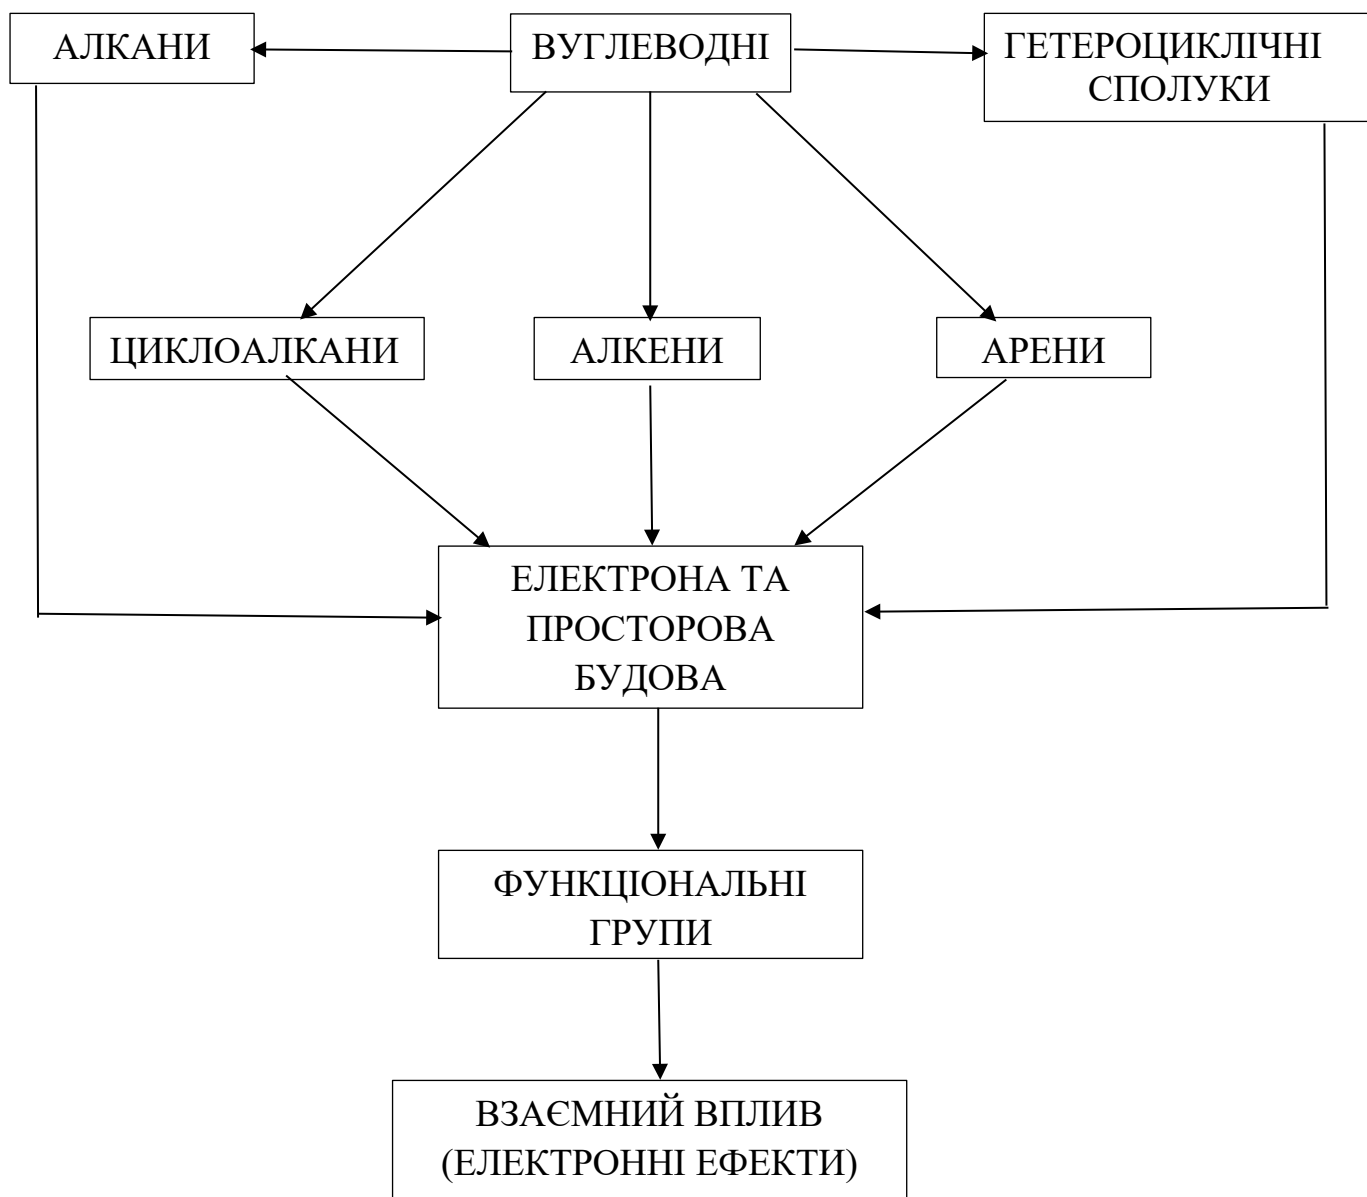 АЛКАНИ
ВУГЛЕВОДНІ
ГЕТЕРОЦИКЛІЧНІ
СПОЛУКИ
ЦИКЛОАЛКАНИ
АЛКЕНИ
АРЕНИ
ЕЛЕКТРОНА ТА
ПРОСТОРОВА
БУДОВА
ФУНКЦІОНАЛЬНІ
ГРУПИ
ВЗАЄМНИЙ ВПЛИВ
(ЕЛЕКТРОННІ ЕФЕКТИ)